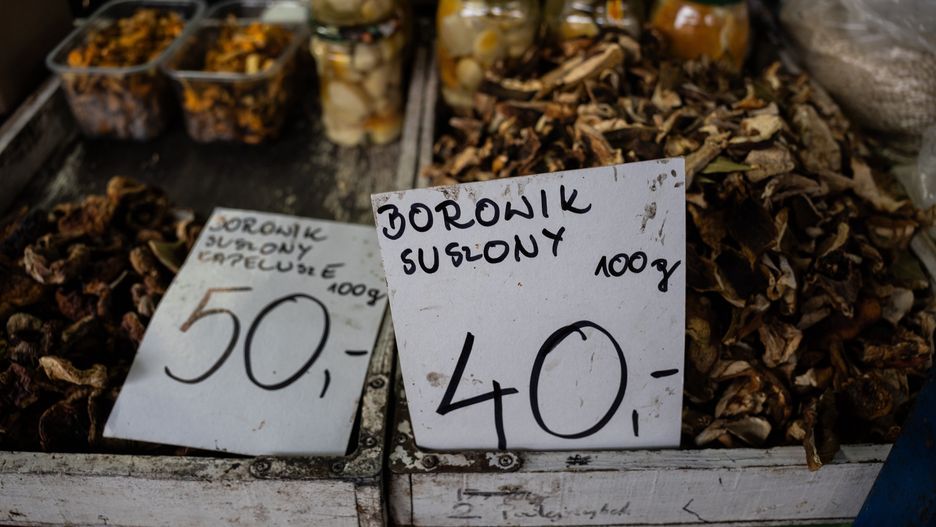 BOROWIK
SUSZONY
KAPELUSZE
100g
50,-
BOROWIK
SUSZONY
100g
40,-